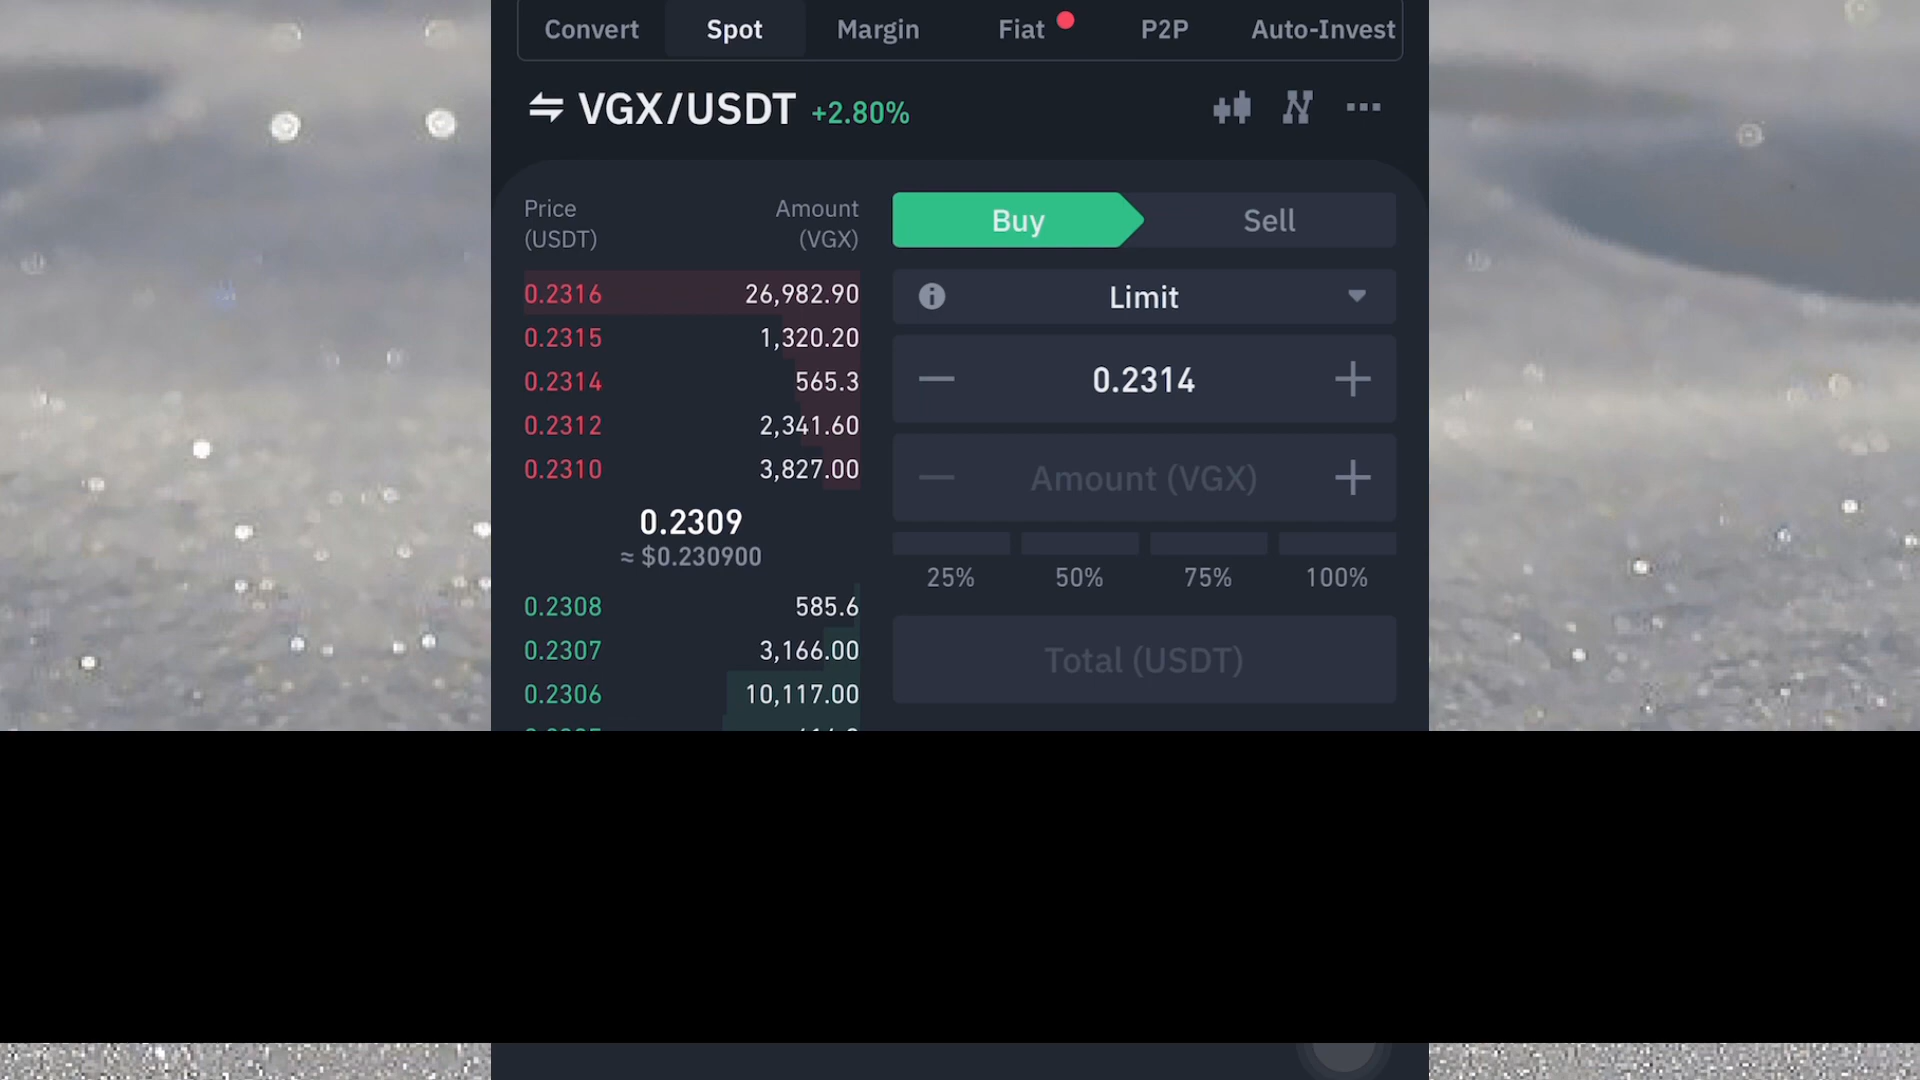 Convert Spot Margin Fiat P2P Auto-Invest
VGX/USDT +2.80%
Price Amount
(USDT) (VGX)
0.2316 26,982.90
0.2315 1,320.20
0.2314 565.3
0.2312 2,341.60
0.2310 3,827.00
0.2309
≈ $0.230900
0.2308 585.6
0.2307 3,166.00
0.2306 10,117.00
Buy Sell
Limit
0.2314
Amount (VGX)
25% 50% 75% 100%
Total (USDT)